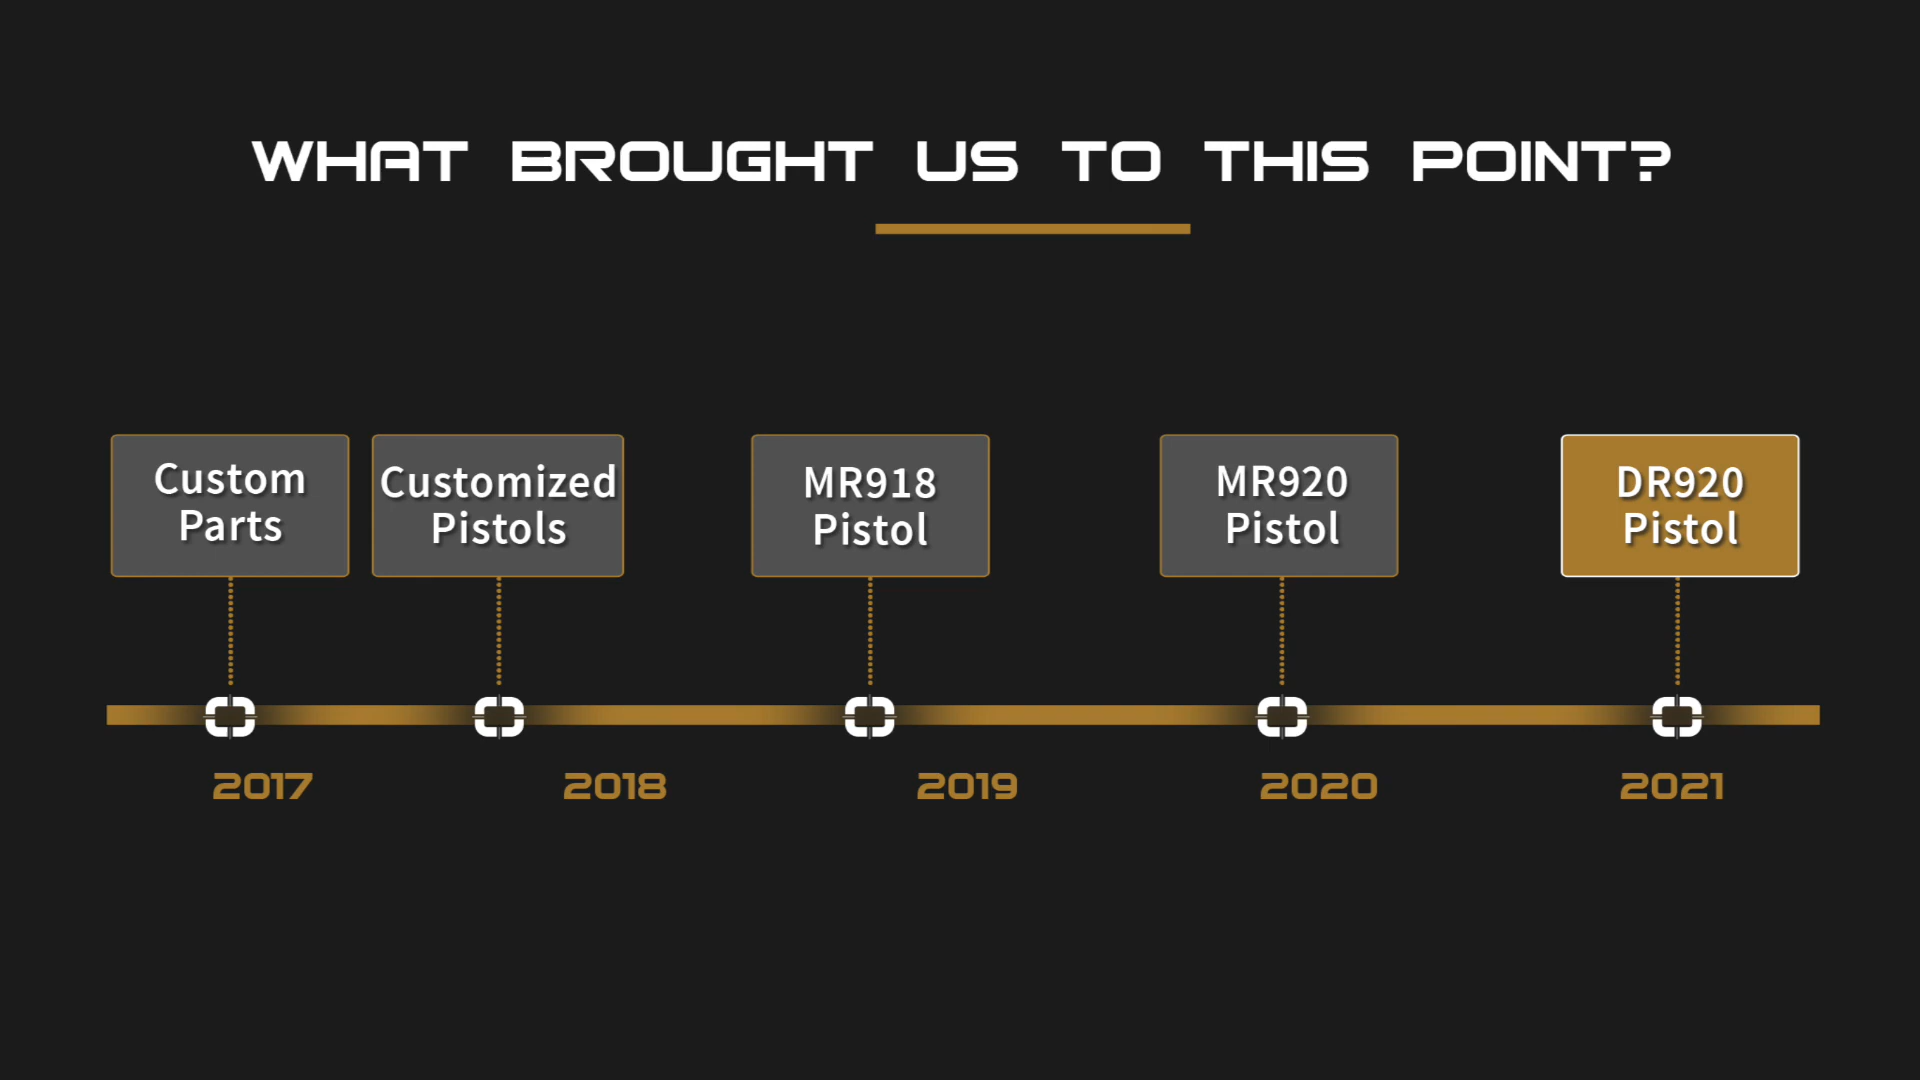 WHAT BROUGHT US TO THIS POINT?
Custom
Parts
Customized
Pistols
MR918
Pistol
MR920
Pistol
DR920
Pistol
2017
2018
2019
2020
2021